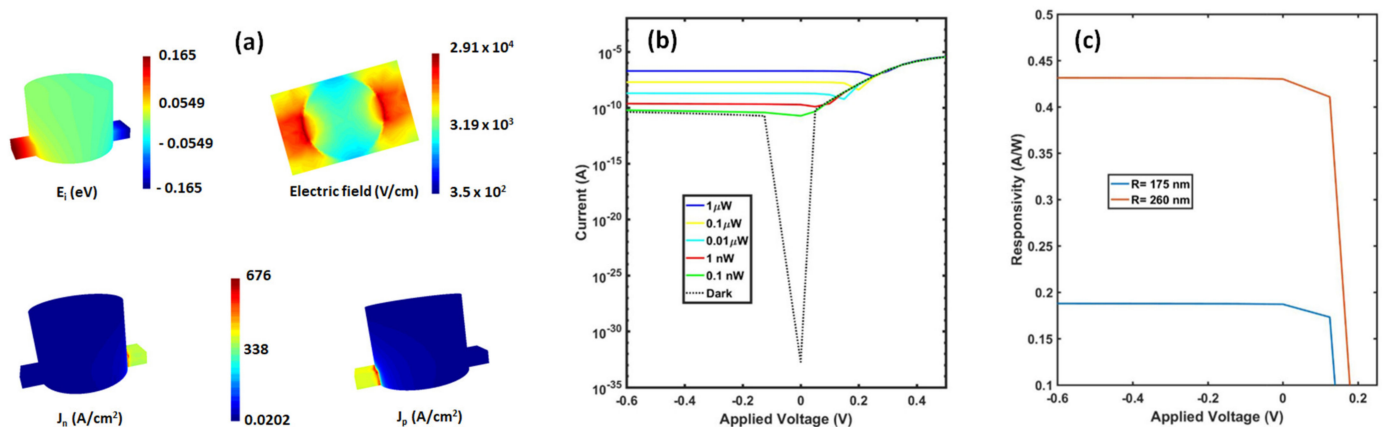 (a)
0.165
0.0549
- 0.0549
- 0.165
E_i (eV)
2.91 x 10^4
3.19 x 10^3
3.5 x 10^2
Electric field (V/cm)
676
338
0.0202
J_n (A/cm^2)
J_p (A/cm^2)
(b)
Current (A)
10^-5
10^-10
10^-15
10^-20
10^-25
10^-30
10^-35
1μW
0.1μW
0.01μW
1 nW
0.1 nW
Dark
-0.6
-0.4
-0.2
0
0.2
0.4
Applied Voltage (V)
(c)
Responsivity (A/W)
0.5
0.45
0.4
0.35
0.3
0.25
0.2
0.15
0.1
R= 175 nm
R= 260 nm
-0.6
-0.4
-0.2
0
0.2
Applied Voltage (V)